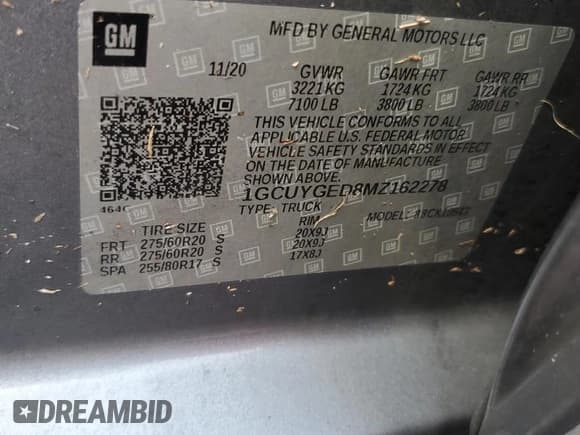 GM
MFD BY GENERAL MOTORS LLC
11/20 GVWR GAWR FRT GAWR RR
3221 KG 1724 KG 1724 KG
7100 LB 3800 LB 3800 LB
THIS VEHICLE CONFORMS TO ALL
APPLICABLE U.S. FEDERAL MOTOR
VEHICLE SAFETY STANDARDS IN EFFECT
ON THE DATE OF MANUFACTURE
SHOWN ABOVE.
1GCUYGED8MZ162278
TYPE: TRUCK MODEL:
TIRE SIZE RIM
FRT 275/60R20 S 20X9J
RR 275/60R20 S 20X9J
SPA 255/80R17 S 17X8J
DREAMBID